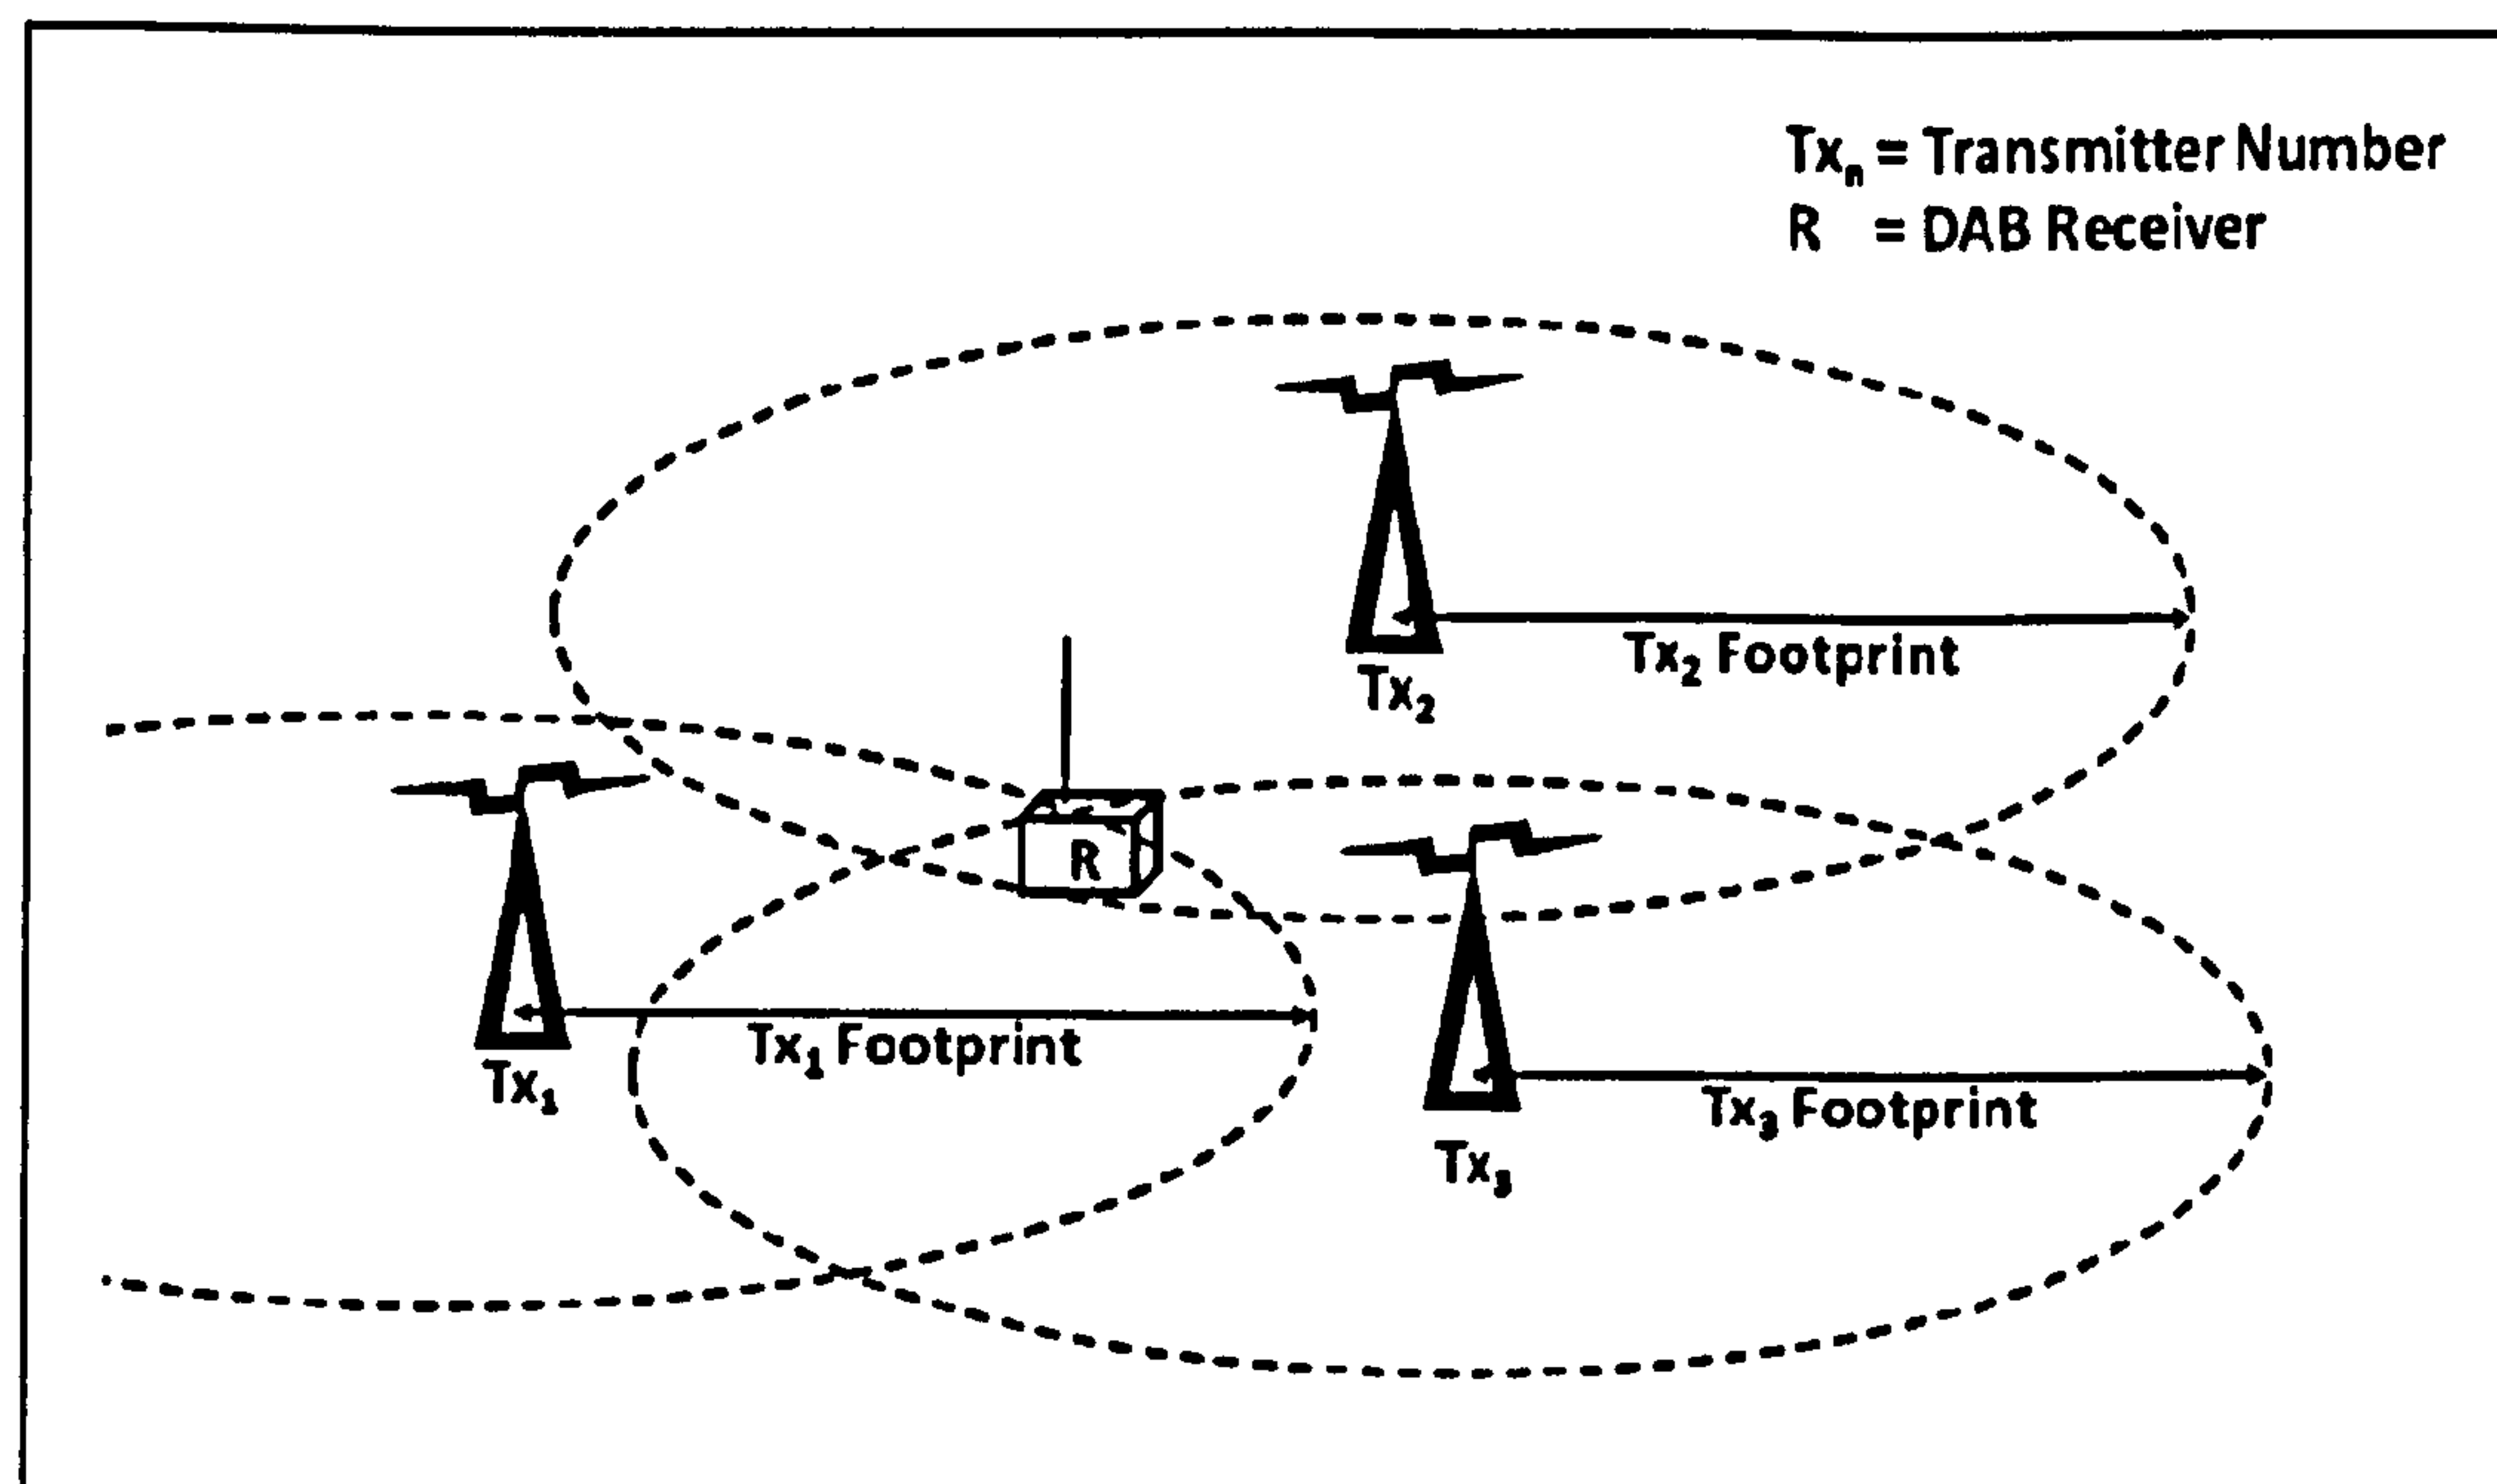 Txₙ = Transmitter Number
R = DAB Receiver
Tx₂ Footprint
Tx₂
R
Tx₁ Footprint
Tx₁
Tx₃ Footprint
Tx₃